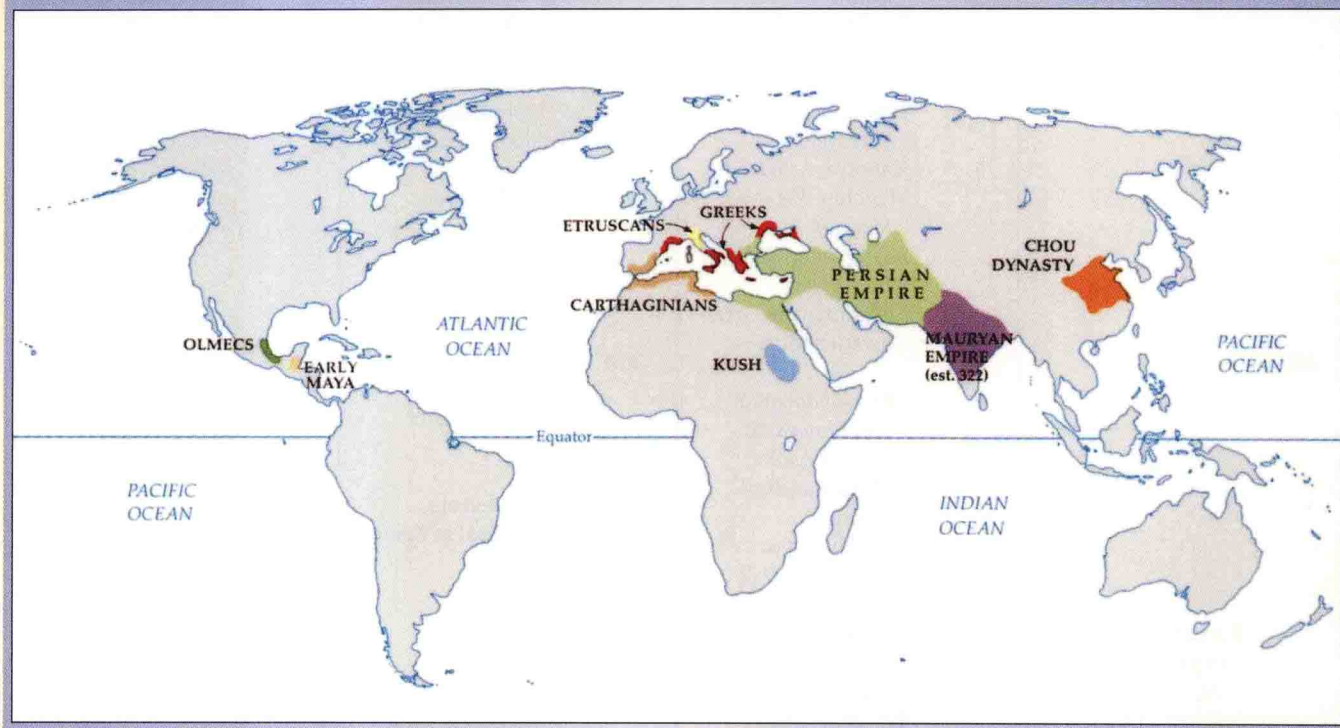 ETRUSCANS
GREEKS
CHOU
DYNASTY
PERSIAN
EMPIRE
CARTHAGINIANS
ATLANTIC
OCEAN
OLMECS
EARLY
MAYA
KUSH
MAURYAN
EMPIRE
(est. 322)
PACIFIC
OCEAN
Equator
PACIFIC
OCEAN
INDIAN
OCEAN